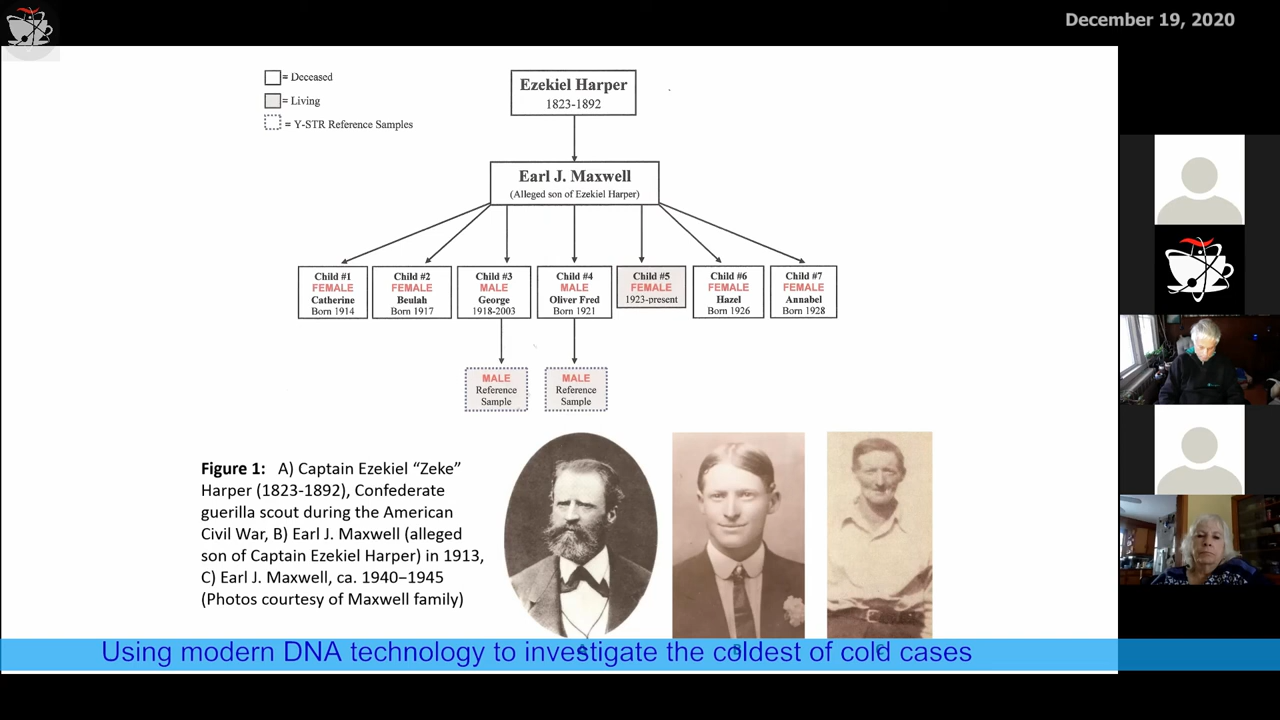 December 19, 2020
= Deceased
= Living
= Y-STR Reference Samples
Ezekiel Harper
1823-1892
Earl J. Maxwell
(Alleged son of Ezekiel Harper)
Child #1
FEMALE
Catherine
Born 1914
Child #2
FEMALE
Beulah
Born 1917
Child #3
MALE
George
1918-2003
Child #4
MALE
Oliver Fred
Born 1921
Child #5
FEMALE
1923-present
Child #6
FEMALE
Hazel
Born 1926
Child #7
FEMALE
Annabel
Born 1928
MALE
Reference
Sample
MALE
Reference
Sample
Figure 1: A) Captain Ezekiel “Zeke”
Harper (1823-1892), Confederate
guerilla scout during the American
Civil War, B) Earl J. Maxwell (alleged
son of Captain Ezekiel Harper) in 1913,
C) Earl J. Maxwell, ca. 1940–1945
(Photos courtesy of Maxwell family)
A
B
C
Using modern DNA technology to investigate the coldest of cold cases